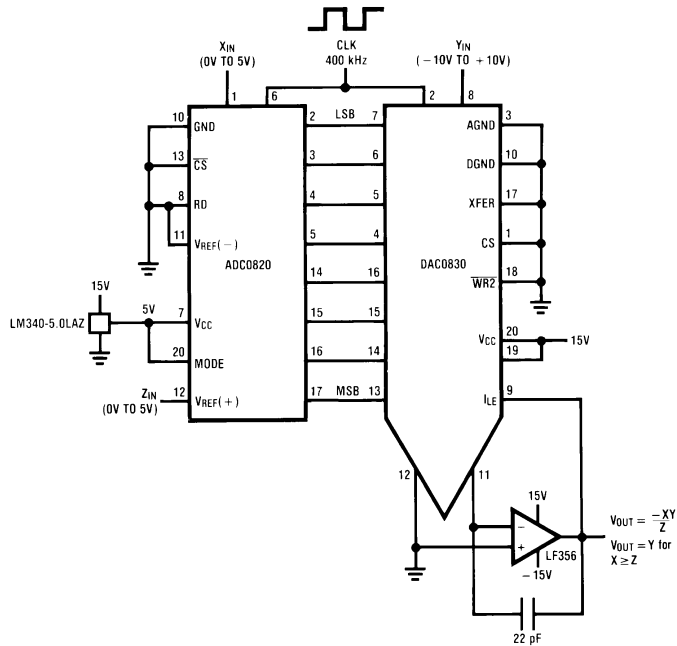 CLK
400 kHz
XIN
(0V TO 5V)
YIN
(−10V TO +10V)
1
6
2
8
10 GND
2 LSB 7
AGND 3
13 CS
3 6
DGND 10
8 RD
4 5
XFER 17
11 VREF(−)
5 4
CS 1
ADC0820
DAC0830
14 16
WR2 18
15V
LM340-5.0LAZ
5V
7 VCC
15 15
VCC 20
19
15V
20 MODE
16 14
ZIN
(0V TO 5V)
12 VREF(+)
17 MSB 13
ILE 9
12
11
15V
−
+
LF356
−15V
VOUT = −XY
Z
VOUT = Y for
X ≥ Z
22 pF